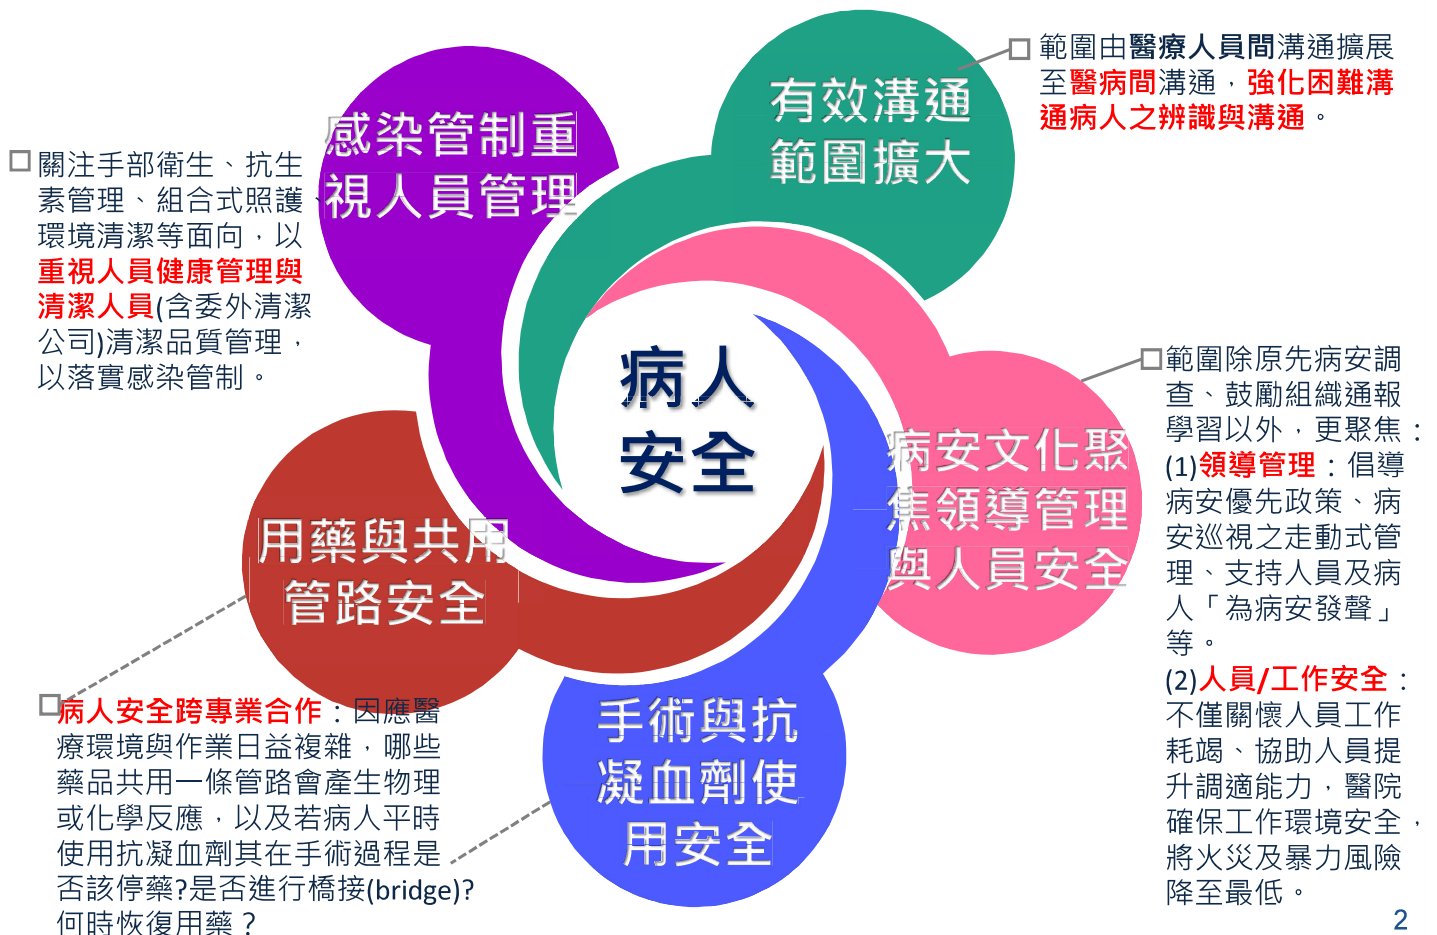 感染管制重
視人員管理
有效溝通
範圍擴大
□ 範圍由醫療人員間溝通擴展
至醫病間溝通，強化困難溝
通病人之辨識與溝通。
□ 關注手部衛生、抗生
素管理、組合式照護、
環境清潔等面向，以
重視人員健康管理與
清潔人員(含委外清潔
公司)清潔品質管理，
以落實感染管制。
病人
安全
病安文化聚
焦領導管理
與人員安全
□ 範圍除原先病安調
查、鼓勵組織通報
學習以外，更聚焦：
(1)領導管理：倡導
病安優先政策、病
安巡視之走動式管
理、支持人員及病
人「為病安發聲」
等。
(2)人員/工作安全：
不僅關懷人員工作
耗竭、協助人員提
升調適能力，醫院
確保工作環境安全，
將火災及暴力風險
降至最低。
用藥與共用
管路安全
手術與抗
凝血劑使
用安全
□ 病人安全跨專業合作：因應醫
療環境與作業日益複雜，哪些
藥品共用一條管路會產生物理
或化學反應，以及若病人平時
使用抗凝血劑其在手術過程是
否該停藥?是否進行橋接(bridge)?
何時恢復用藥？
2